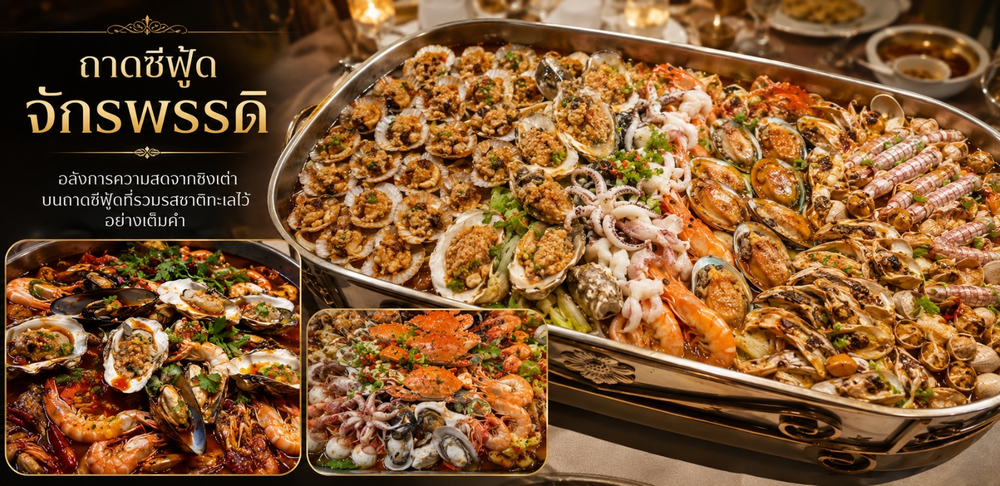 ถาดซีฟู้ด
จักรพรรดิ
อลังการความสดจากชิงเต่า
บนถาดซีฟู้ดที่รวมรสชาติทะเลไว้
อย่างเต็มคำ